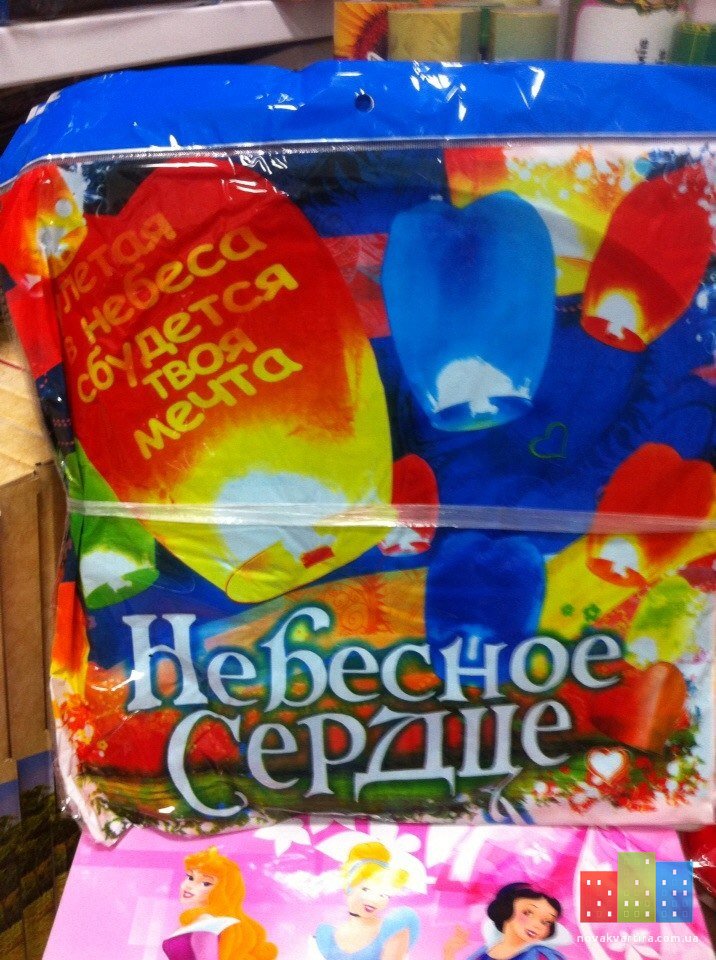 летая
в небеса
сбудется
твоя
мечта
Небесное
Сердце
novakvartira.com.ua